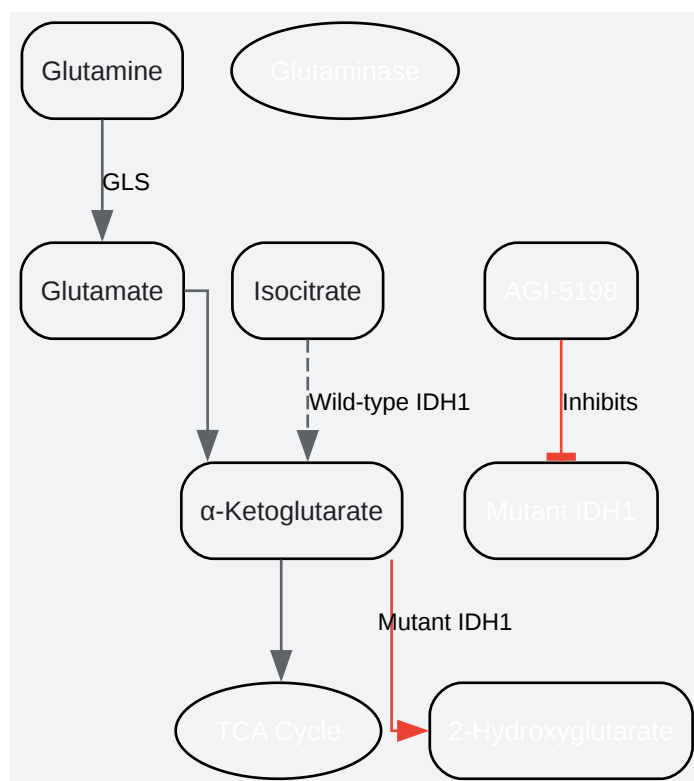 Glutamine
Glutaminase
GLS
Glutamate
Isocitrate
AGI-5198
Wild-type IDH1
Inhibits
α-Ketoglutarate
Mutant IDH1
Mutant IDH1
TCA Cycle
2-Hydroxyglutarate